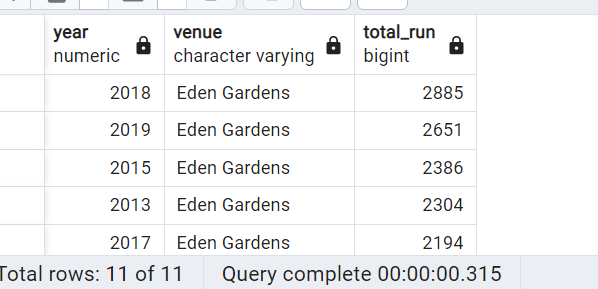 year venue total_run
numeric character varying bigint
2018 Eden Gardens 2885
2019 Eden Gardens 2651
2015 Eden Gardens 2386
2013 Eden Gardens 2304
2017 Eden Gardens 2194
Total rows: 11 of 11 Query complete 00:00:00.315